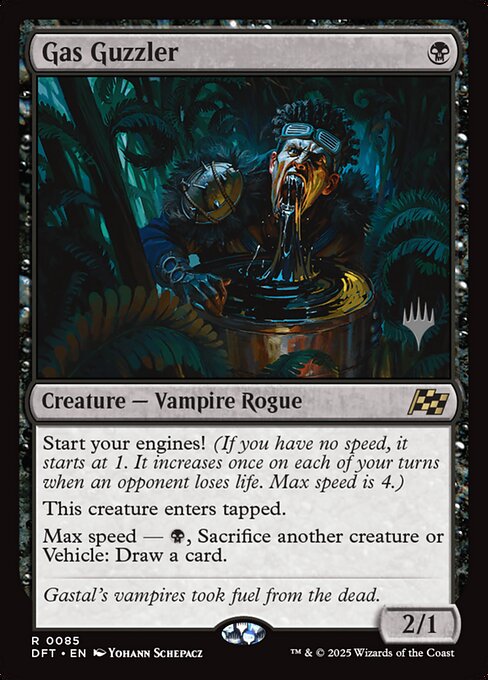 Gas Guzzler
Creature — Vampire Rogue
Start your engines! (If you have no speed, it
starts at 1. It increases once on each of your turns
when an opponent loses life. Max speed is 4.)
This creature enters tapped.
Max speed — , Sacrifice another creature or
Vehicle: Draw a card.
Gastal's vampires took fuel from the dead.
2/1
R 0085
DFT • EN YOHANN SCHEPACZ
™ & © 2025 Wizards of the Coast